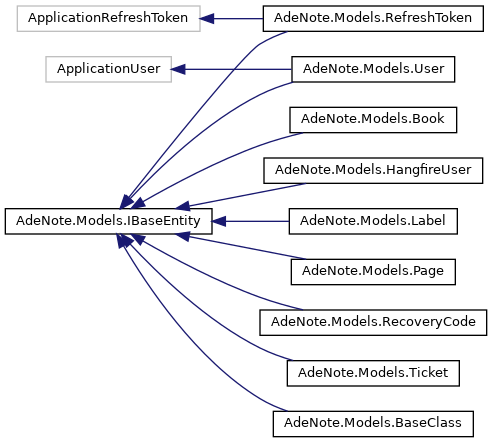 ApplicationRefreshToken
AdeNote.Models.RefreshToken
ApplicationUser
AdeNote.Models.User
AdeNote.Models.Book
AdeNote.Models.HangfireUser
AdeNote.Models.IBaseEntity
AdeNote.Models.Label
AdeNote.Models.Page
AdeNote.Models.RecoveryCode
AdeNote.Models.Ticket
AdeNote.Models.BaseClass